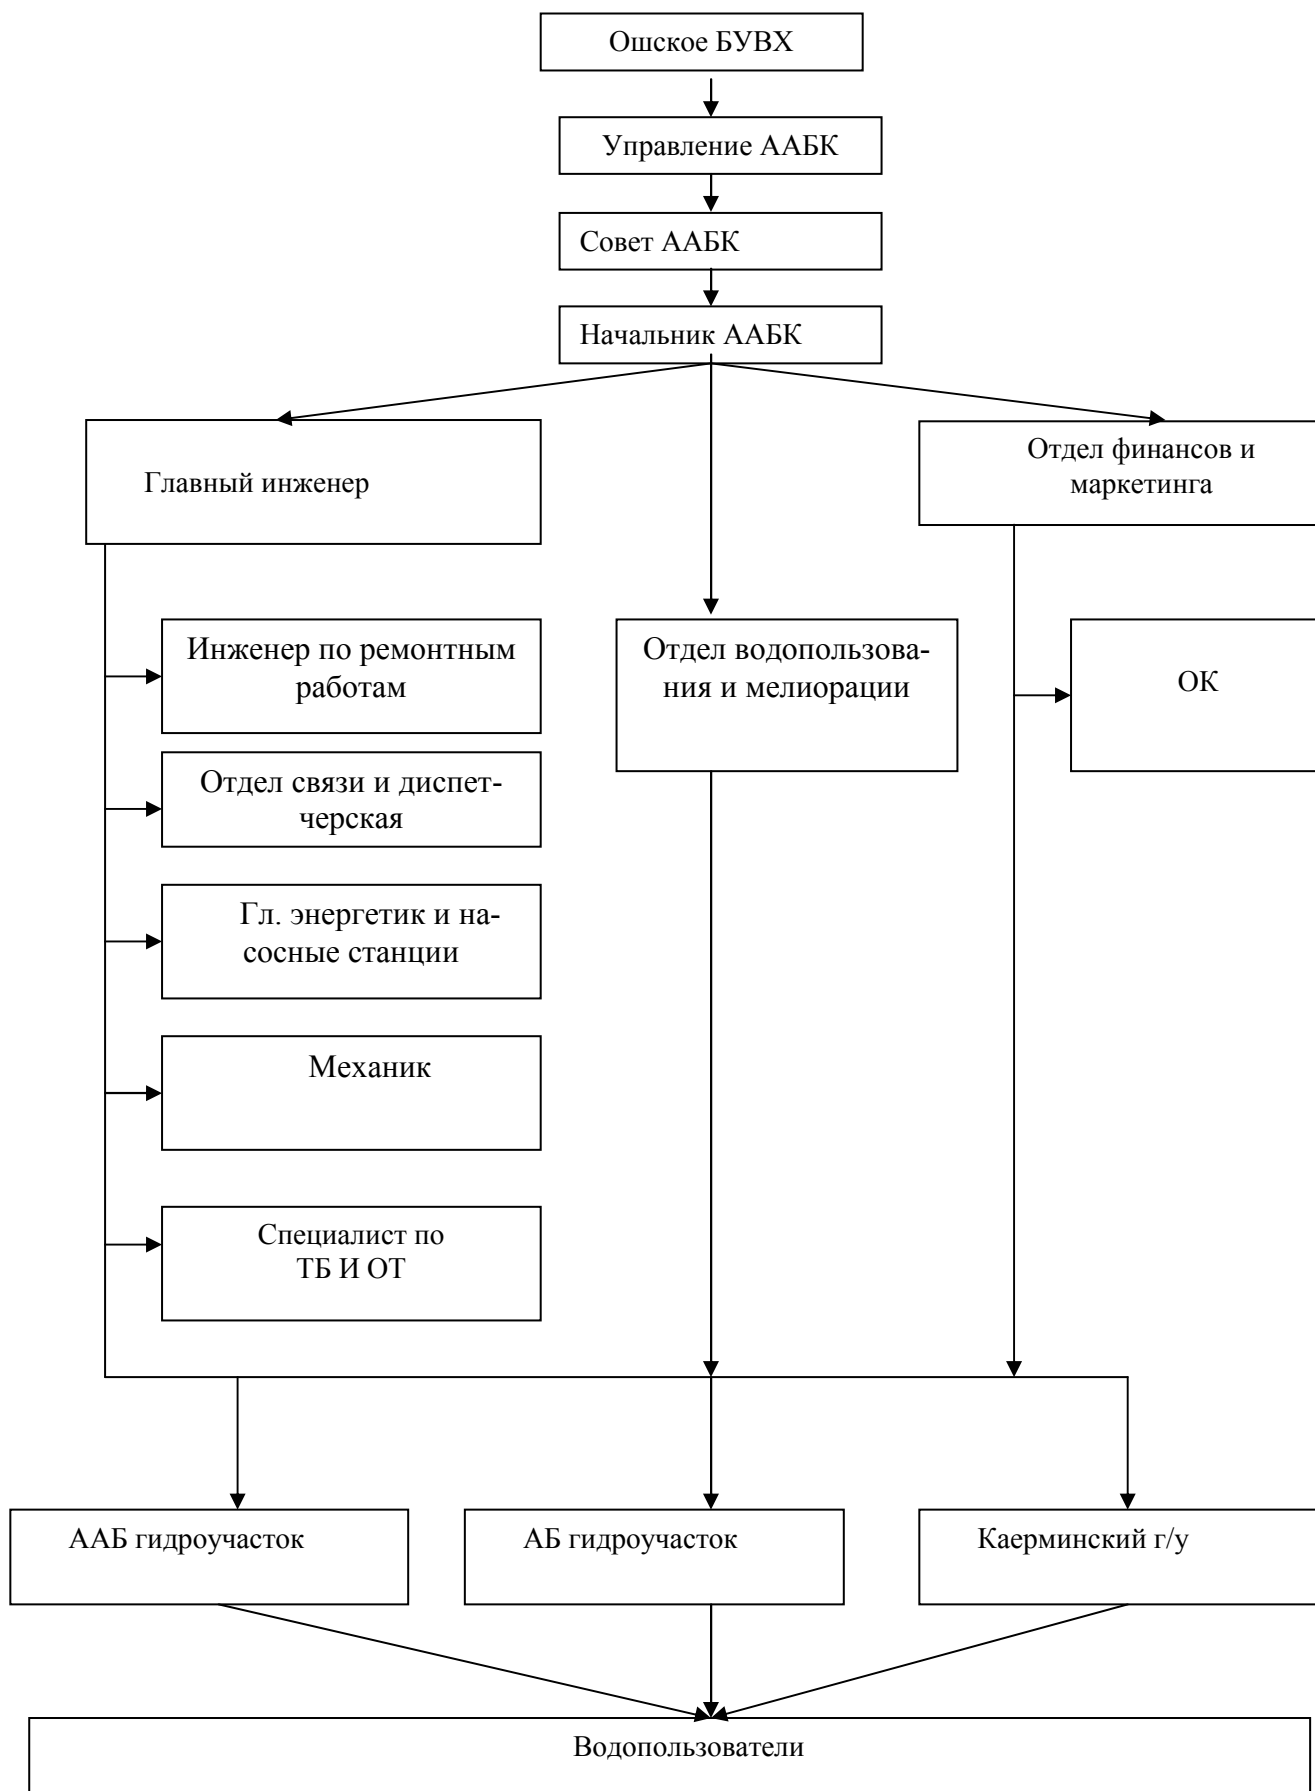 Ошское БУВХ
Управление ААБК
Совет ААБК
Начальник ААБК
Главный инженер
Отдел финансов и
маркетинга
Инженер по ремонтным
работам
Отдел водопользова-
ния и мелиорации
ОК
Отдел связи и диспет-
черская
Гл. энергетик и на-
сосные станции
Механик
Специалист по
ТБ И ОТ
ААБ гидроучасток
АБ гидроучасток
Каерминский г/у
Водопользователи